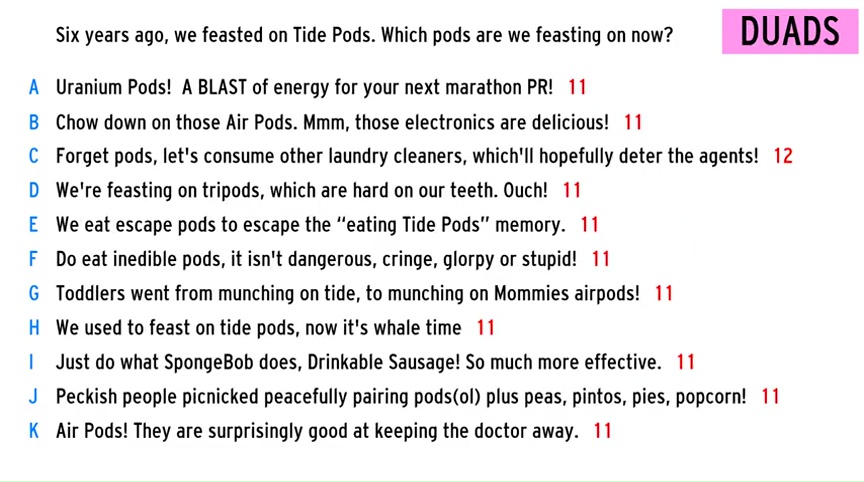 Six years ago, we feasted on Tide Pods. Which pods are we feasting on now?
DUADS
A Uranium Pods! A BLAST of energy for your next marathon PR! 11
B Chow down on those Air Pods. Mmm, those electronics are delicious! 11
C Forget pods, let's consume other laundry cleaners, which'll hopefully deter the agents! 12
D We're feasting on tripods, which are hard on our teeth. Ouch! 11
E We eat escape pods to escape the “eating Tide Pods” memory. 11
F Do eat inedible pods, it isn't dangerous, cringe, glorpy or stupid! 11
G Toddlers went from munching on tide, to munching on Mommies airpods! 11
H We used to feast on tide pods, now it's whale time 11
I Just do what SpongeBob does, Drinkable Sausage! So much more effective. 11
J Peckish people picnicked peacefully pairing pods(ol) plus peas, pintos, pies, popcorn! 11
K Air Pods! They are surprisingly good at keeping the doctor away. 11